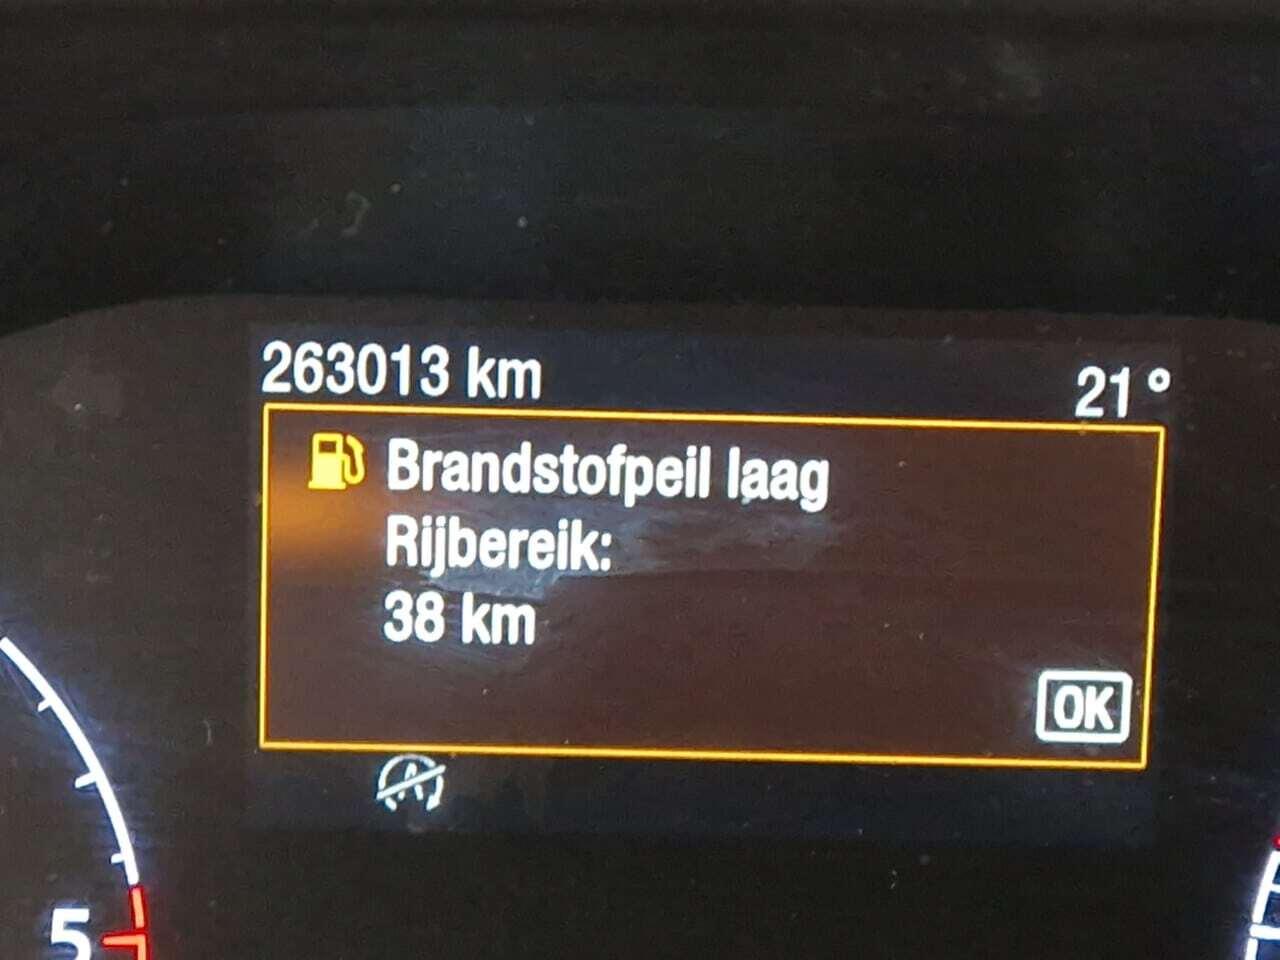 263013 km 21°
Brandstofpeil laag
Rijbereik:
38 km
OK
A
5